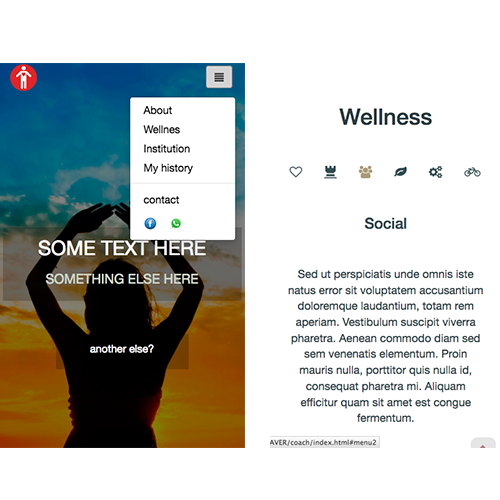 About
Wellnes
Institution
My history
contact
SOME TEXT HERE
SOMETHING ELSE HERE
another else?
Wellness
Social
Sed ut perspiciatis unde omnis iste
natus error sit voluptatem accusantium
doloremque laudantium, totam rem
aperiam. Vestibulum suscipit viverra
pharetra. Aenean commodo diam sed
sem venenatis elementum. Proin
mauris nulla, porttitor quis nulla id,
consequat pharetra mi. Aliquam
efficitur quam sit amet est congue
fermentum.
AVER/coach/index.html#menu2